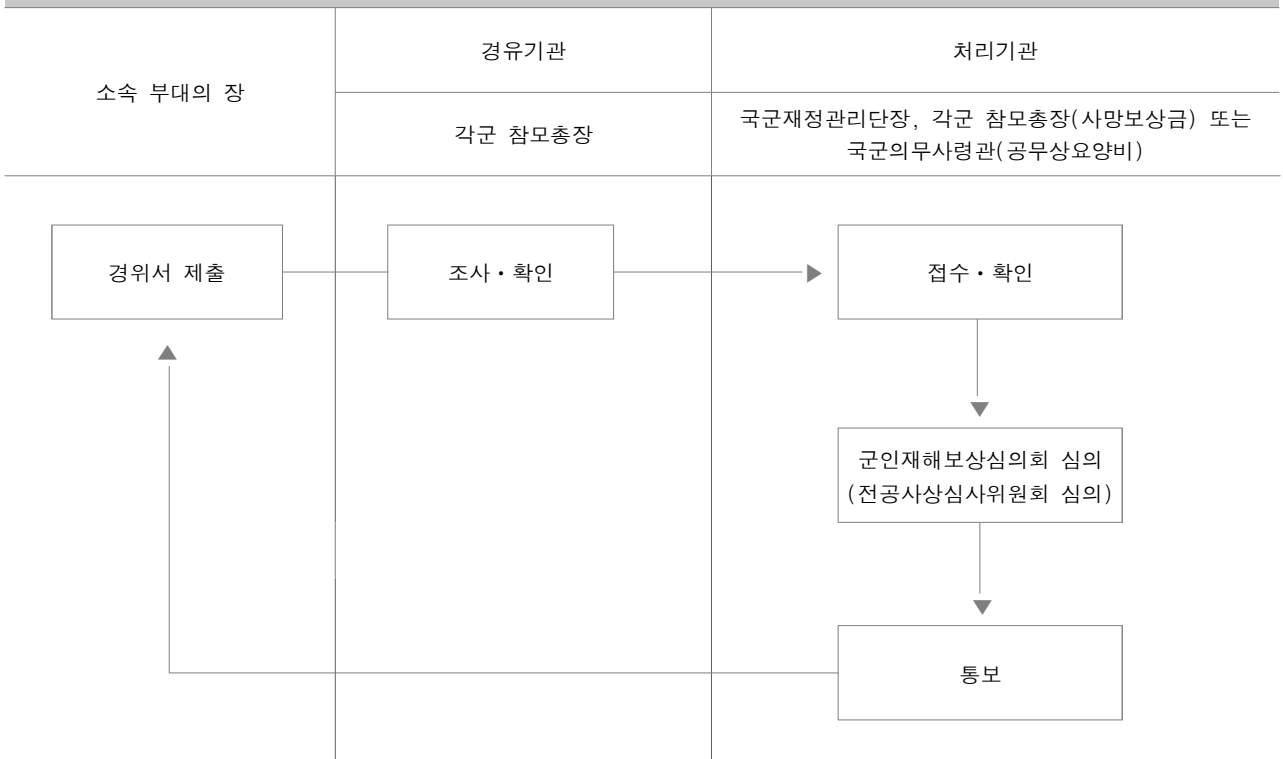 소속 부대의 장
경유기관
처리기관
각군 참모총장
국군재정관리단장, 각군 참모총장(사망보상금) 또는
국군의무사령관(공무상요양비)
경위서 제출
조사·확인
접수·확인
군인재해보상심의회 심의
(전공사상심사위원회 심의)
통보